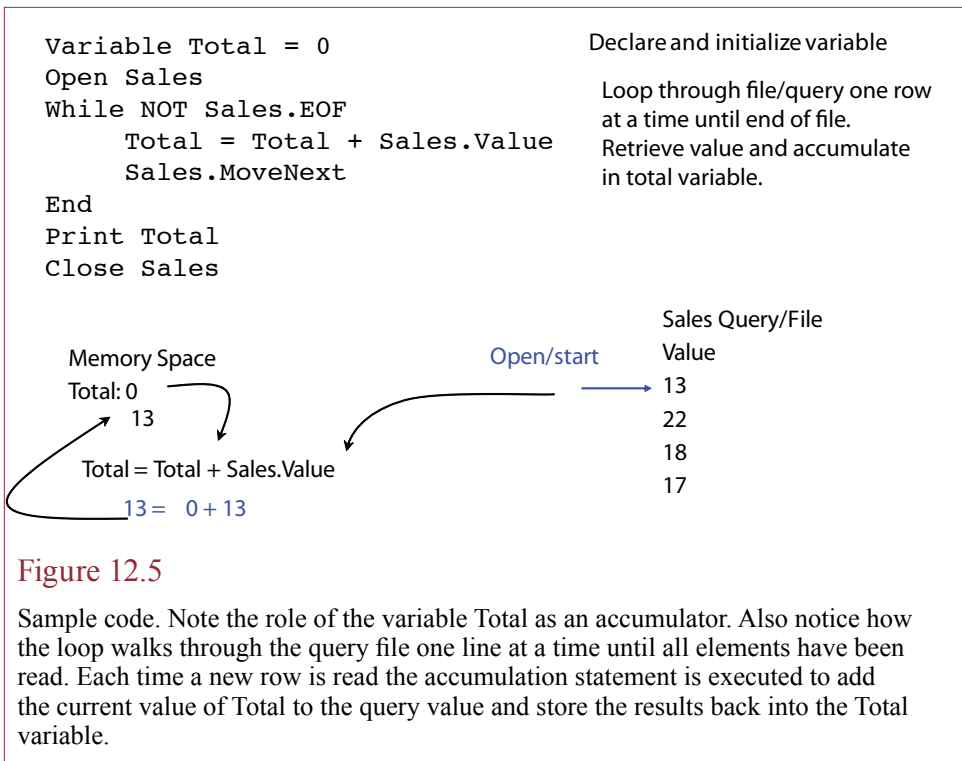 Variable Total = 0
Declare and initialize variable
Open Sales
While NOT Sales.EOF
Total = Total + Sales.Value
Sales.MoveNext
End
Print Total
Close Sales
Loop through file/query one row
at a time until end of file.
Retrieve value and accumulate
in total variable.
Memory Space
Total: 0
13
Total = Total + Sales.Value
13 = 0 + 13
Open/start
Sales Query/File
Value
13
22
18
17
Figure 12.5
Sample code. Note the role of the variable Total as an accumulator. Also notice how
the loop walks through the query file one line at a time until all elements have been
read. Each time a new row is read the accumulation statement is executed to add
the current value of Total to the query value and store the results back into the Total
variable.